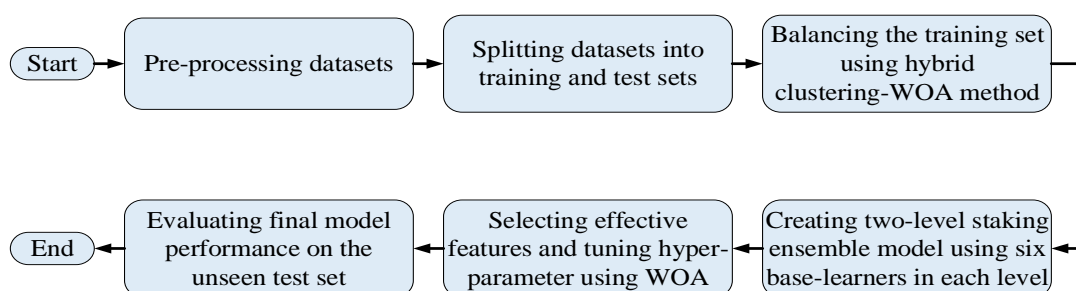 Start
Pre-processing datasets
Splitting datasets into
training and test sets
Balancing the training set
using hybrid
clustering-WOA method
Creating two-level staking
ensemble model using six
base-learners in each level
Selecting effective
features and tuning hyper-
parameter using WOA
Evaluating final model
performance on the
unseen test set
End